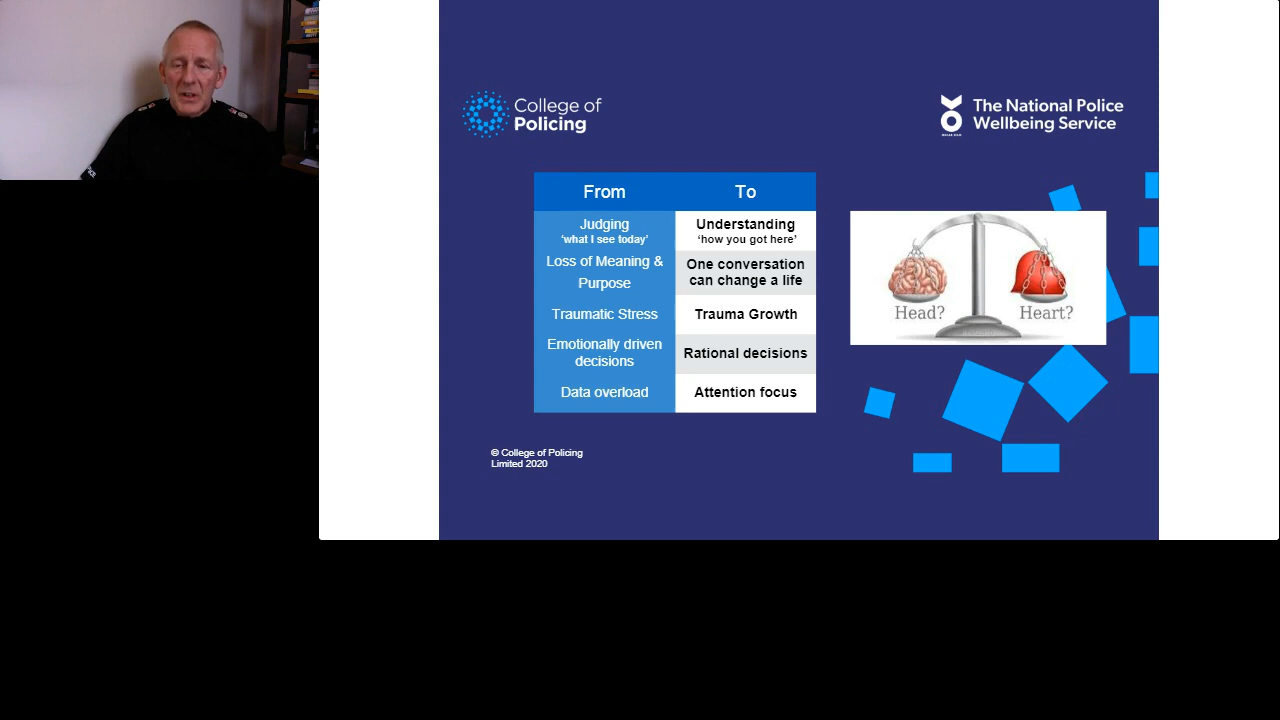 College of
Policing
The National Police
Wellbeing Service
From
To
Judging
‘what I see today’
Understanding
‘how you got here’
Loss of Meaning &
Purpose
One conversation
can change a life
Traumatic Stress
Trauma Growth
Emotionally driven
decisions
Rational decisions
Data overload
Attention focus
Head?
Heart?
© College of Policing
Limited 2020